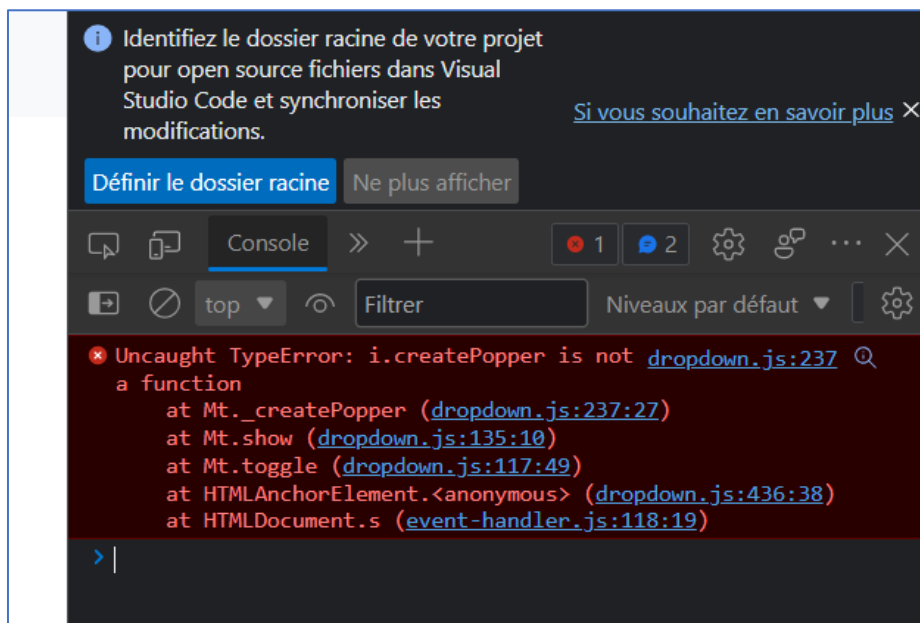 Identifiez le dossier racine de votre projet
pour open source fichiers dans Visual
Studio Code et synchroniser les
modifications.
Si vous souhaitez en savoir plus
Définir le dossier racine Ne plus afficher
Console 1 2
top Filtrer Niveaux par défaut
Uncaught TypeError: i.createPopper is not dropdown.js:237
a function
at Mt._createPopper (dropdown.js:237:27)
at Mt.show (dropdown.js:135:10)
at Mt.toggle (dropdown.js:117:49)
at HTMLAnchorElement.<anonymous> (dropdown.js:436:38)
at HTMLDocument.s (event-handler.js:118:19)